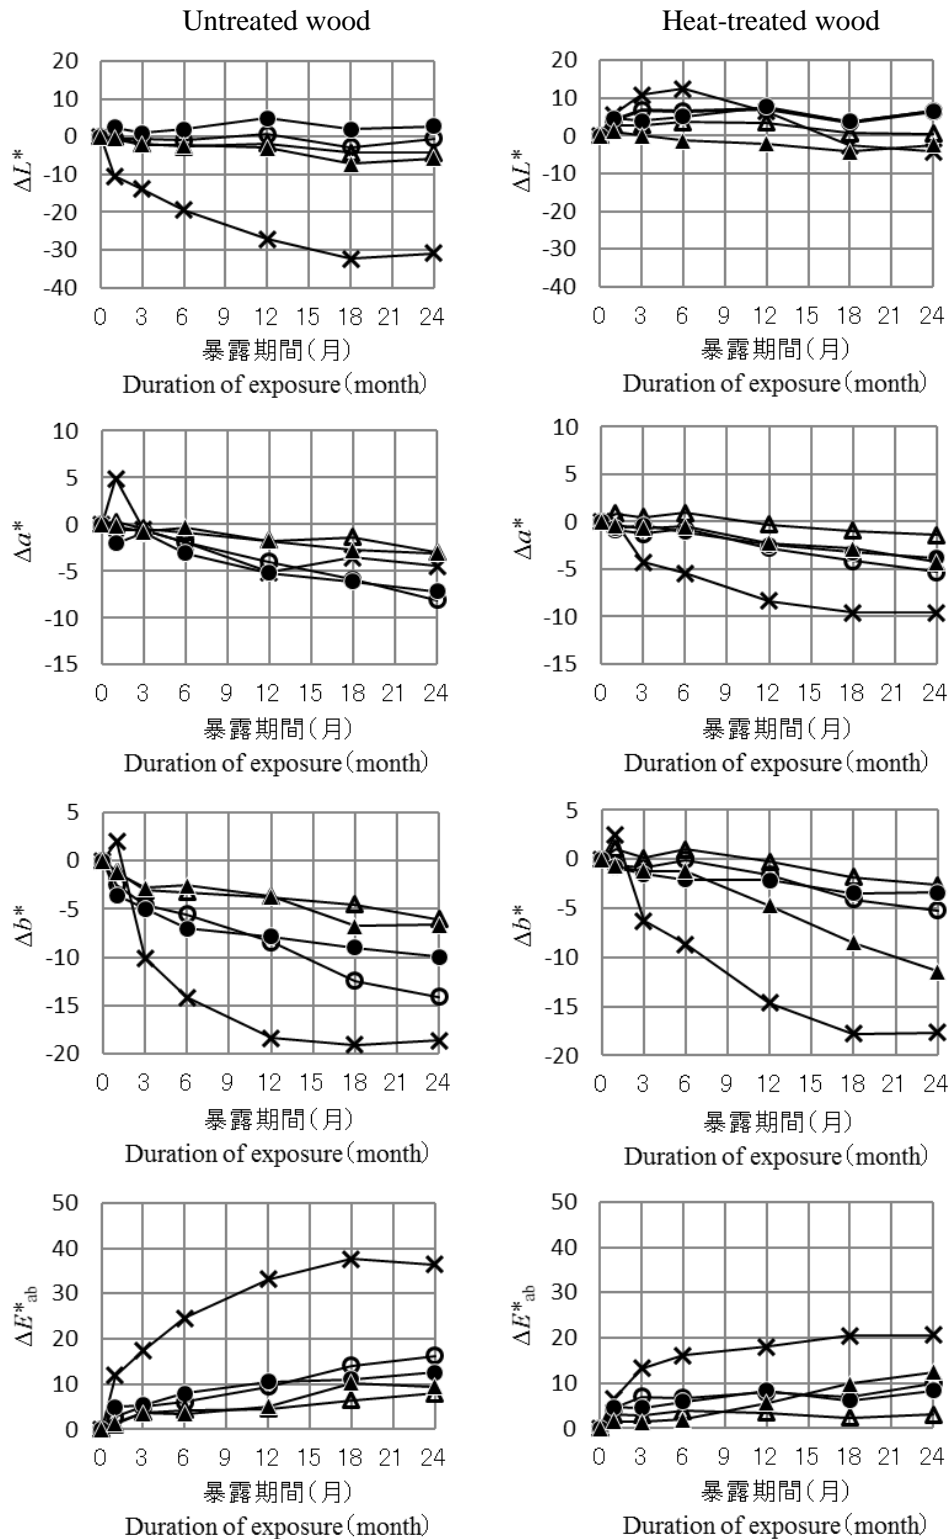 Untreated wood
Heat-treated wood
20
10
0
-10
-20
-30
-40
ΔL*
0 3 6 9 12 15 18 21 24
暴露期間(月)
Duration of exposure(month)
20
10
0
-10
-20
-30
-40
ΔL*
0 3 6 9 12 15 18 21 24
暴露期間(月)
Duration of exposure(month)
10
5
0
-5
-10
-15
Δa*
0 3 6 9 12 15 18 21 24
暴露期間(月)
Duration of exposure(month)
10
5
0
-5
-10
-15
Δa*
0 3 6 9 12 15 18 21 24
暴露期間(月)
Duration of exposure(month)
5
0
-5
-10
-15
-20
Δb*
0 3 6 9 12 15 18 21 24
暴露期間(月)
Duration of exposure(month)
5
0
-5
-10
-15
-20
Δb*
0 3 6 9 12 15 18 21 24
暴露期間(月)
Duration of exposure(month)
50
40
30
20
10
0
ΔE*ab
0 3 6 9 12 15 18 21 24
暴露期間(月)
Duration of exposure(month)
50
40
30
20
10
0
ΔE*ab
0 3 6 9 12 15 18 21 24
暴露期間(月)
Duration of exposure(month)